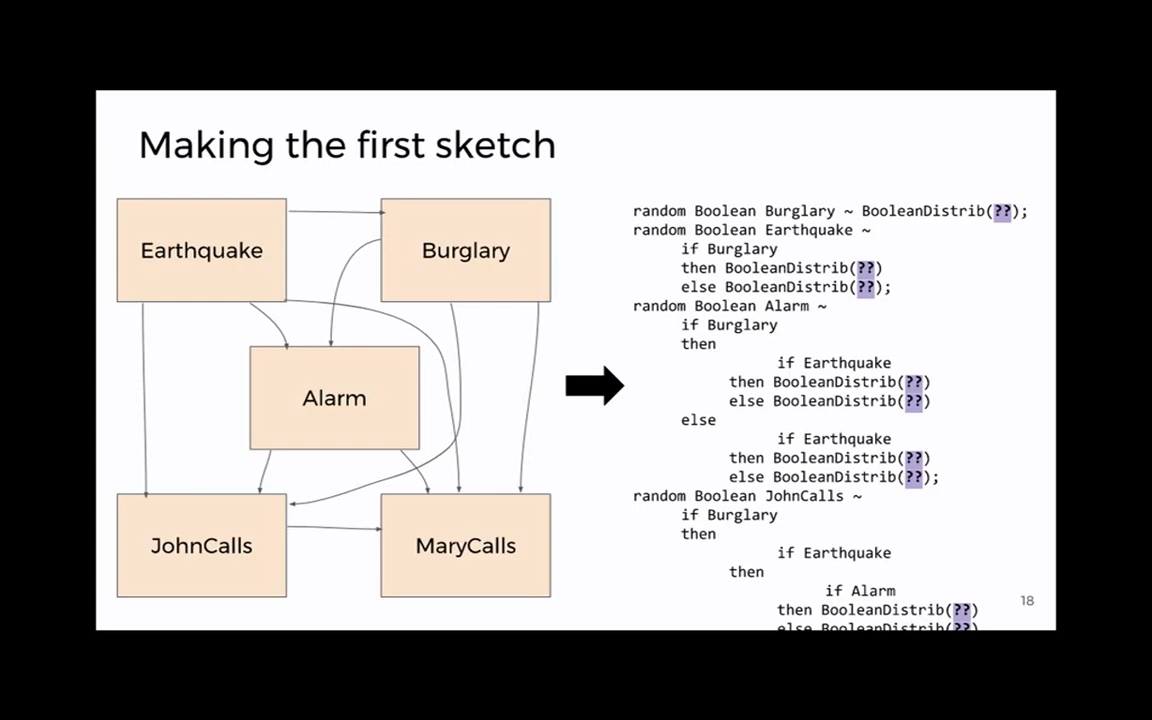 Making the first sketch
Earthquake
Burglary
Alarm
JohnCalls
MaryCalls
random Boolean Burglary ~ BooleanDistrib(??);
random Boolean Earthquake ~
if Burglary
then BooleanDistrib(??)
else BooleanDistrib(??);
random Boolean Alarm ~
if Burglary
then
if Earthquake
then BooleanDistrib(??)
else BooleanDistrib(??)
else
if Earthquake
then BooleanDistrib(??)
else BooleanDistrib(??);
random Boolean JohnCalls ~
if Burglary
then
if Earthquake
then
if Alarm
then BooleanDistrib(??)
else BooleanDistrib(??)
18